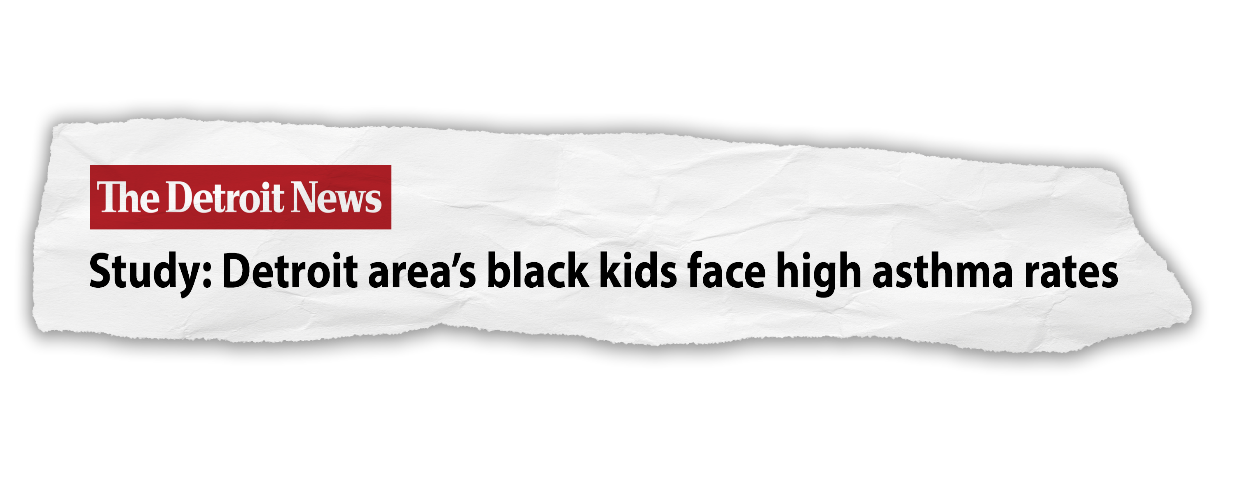 The Detroit News
Study: Detroit area’s black kids face high asthma rates